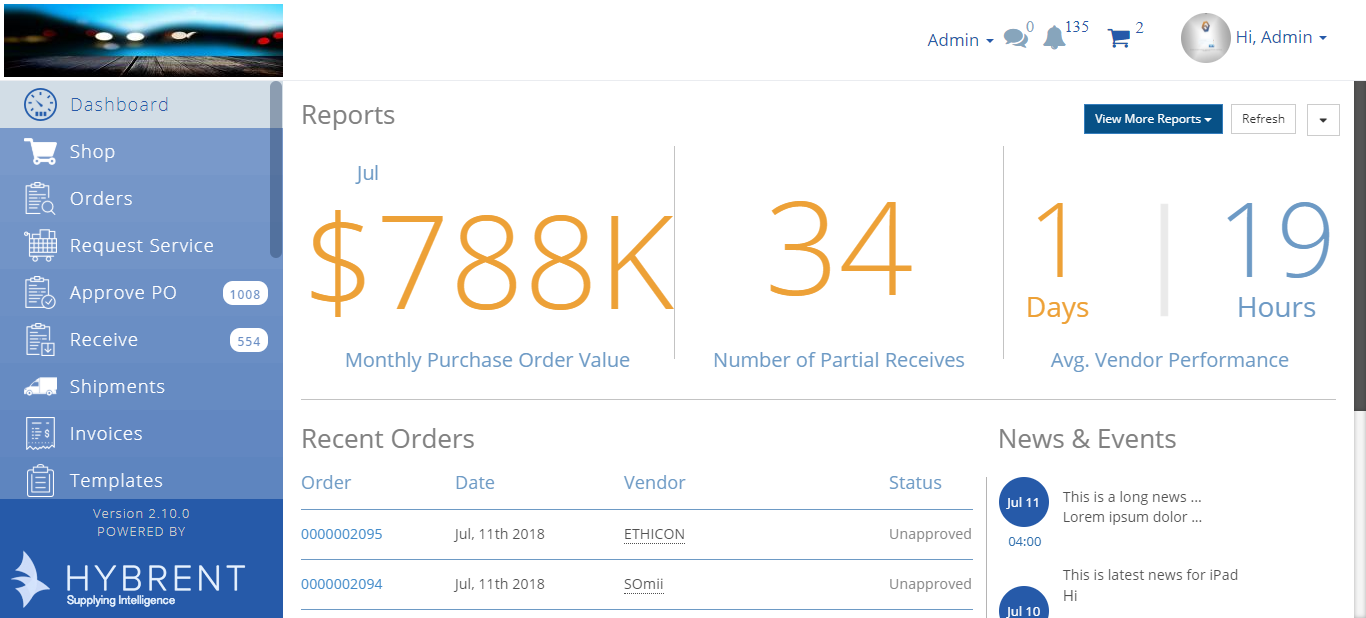 Admin
0
135
2
Hi, Admin
Dashboard
Shop
Orders
Request Service
Approve PO 1008
Receive 554
Shipments
Invoices
Templates
Version 2.10.0
POWERED BY
HYBRENT
Supplying Intelligence
Reports
View More Reports
Refresh
Jul
$788K
Monthly Purchase Order Value
34
Number of Partial Receives
1 19
Days Hours
Avg. Vendor Performance
Recent Orders
Order Date Vendor Status
0000002095 Jul, 11th 2018 ETHICON Unapproved
0000002094 Jul, 11th 2018 SOmii Unapproved
News & Events
Jul 11
04:00
This is a long news ...
Lorem ipsum dolor ...
Jul 10
This is latest news for iPad
Hi